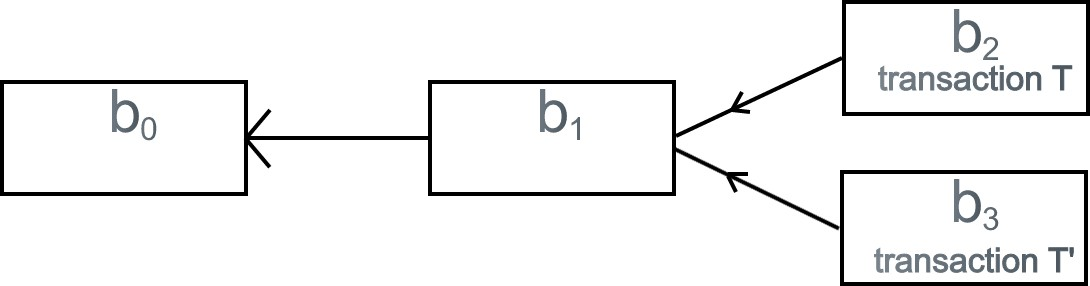 b₀
b₁
b₂
transaction T
b₃
transaction T'